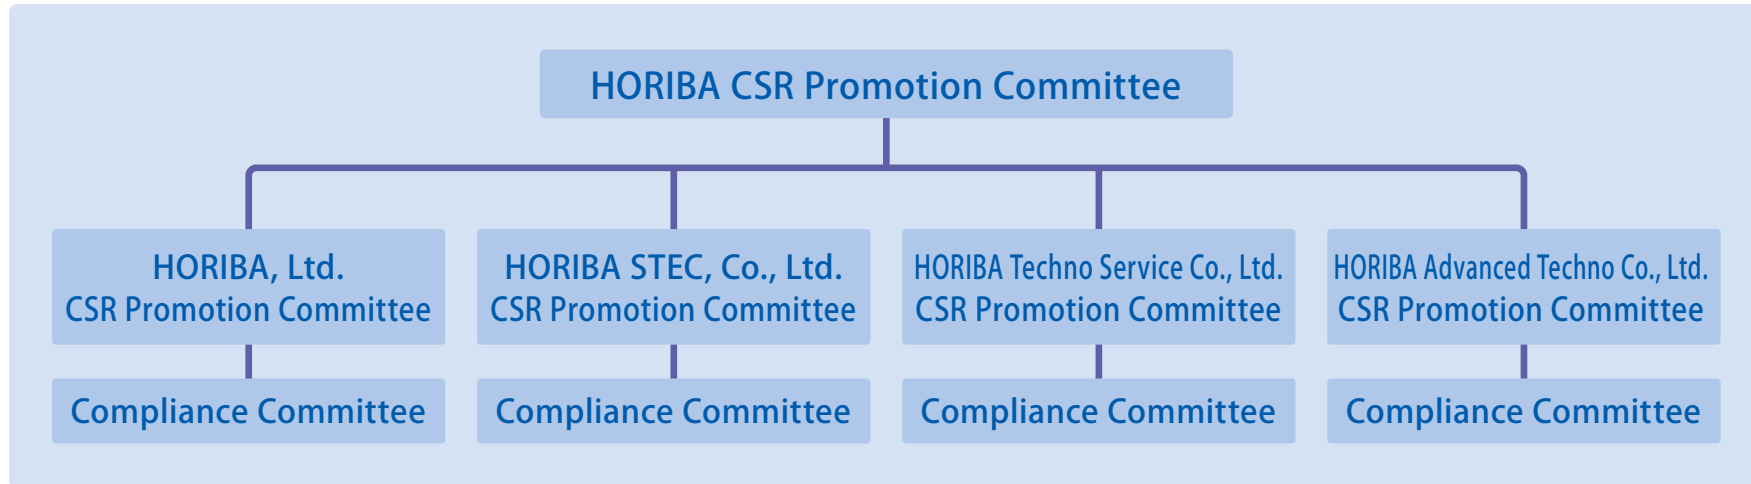 HORIBA CSR Promotion Committee
HORIBA, Ltd.
CSR Promotion Committee
HORIBA STEC, Co., Ltd.
CSR Promotion Committee
HORIBA Techno Service Co., Ltd.
CSR Promotion Committee
HORIBA Advanced Techno Co., Ltd.
CSR Promotion Committee
Compliance Committee
Compliance Committee
Compliance Committee
Compliance Committee